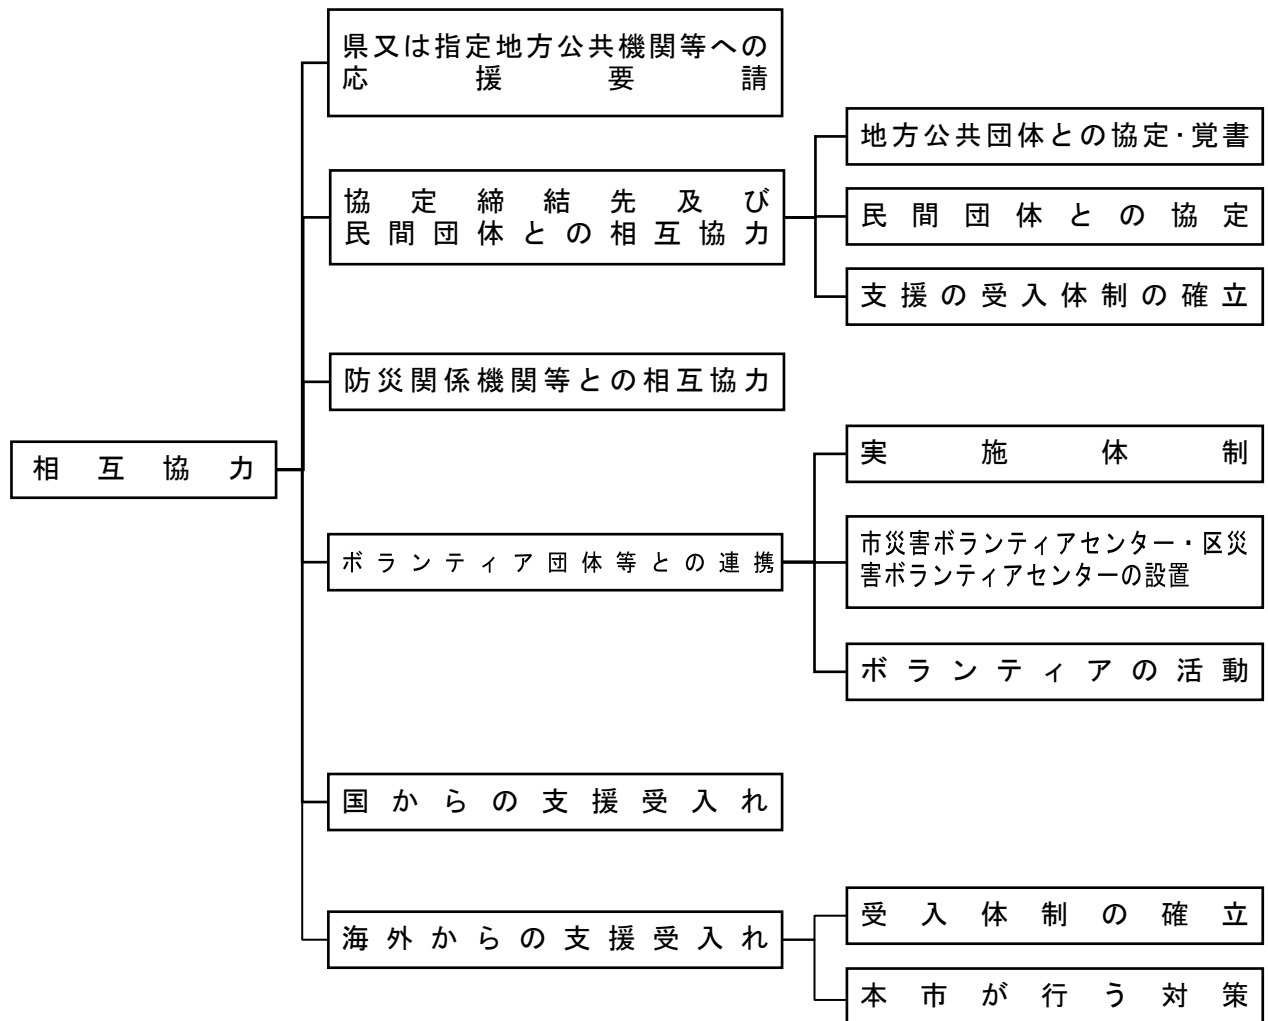 県又は指定地方公共機関等への
応援要請
地方公共団体との協定・覚書
協定締結先及び
民間団体との相互協力
民間団体との協定
支援の受入体制の確立
防災関係機関等との相互協力
相互協力
実施体制
ボランティア団体等との連携
市災害ボランティアセンター・区災
害ボランティアセンターの設置
ボランティアの活動
国からの支援受入れ
海外からの支援受入れ
受入体制の確立
本市が行う対策